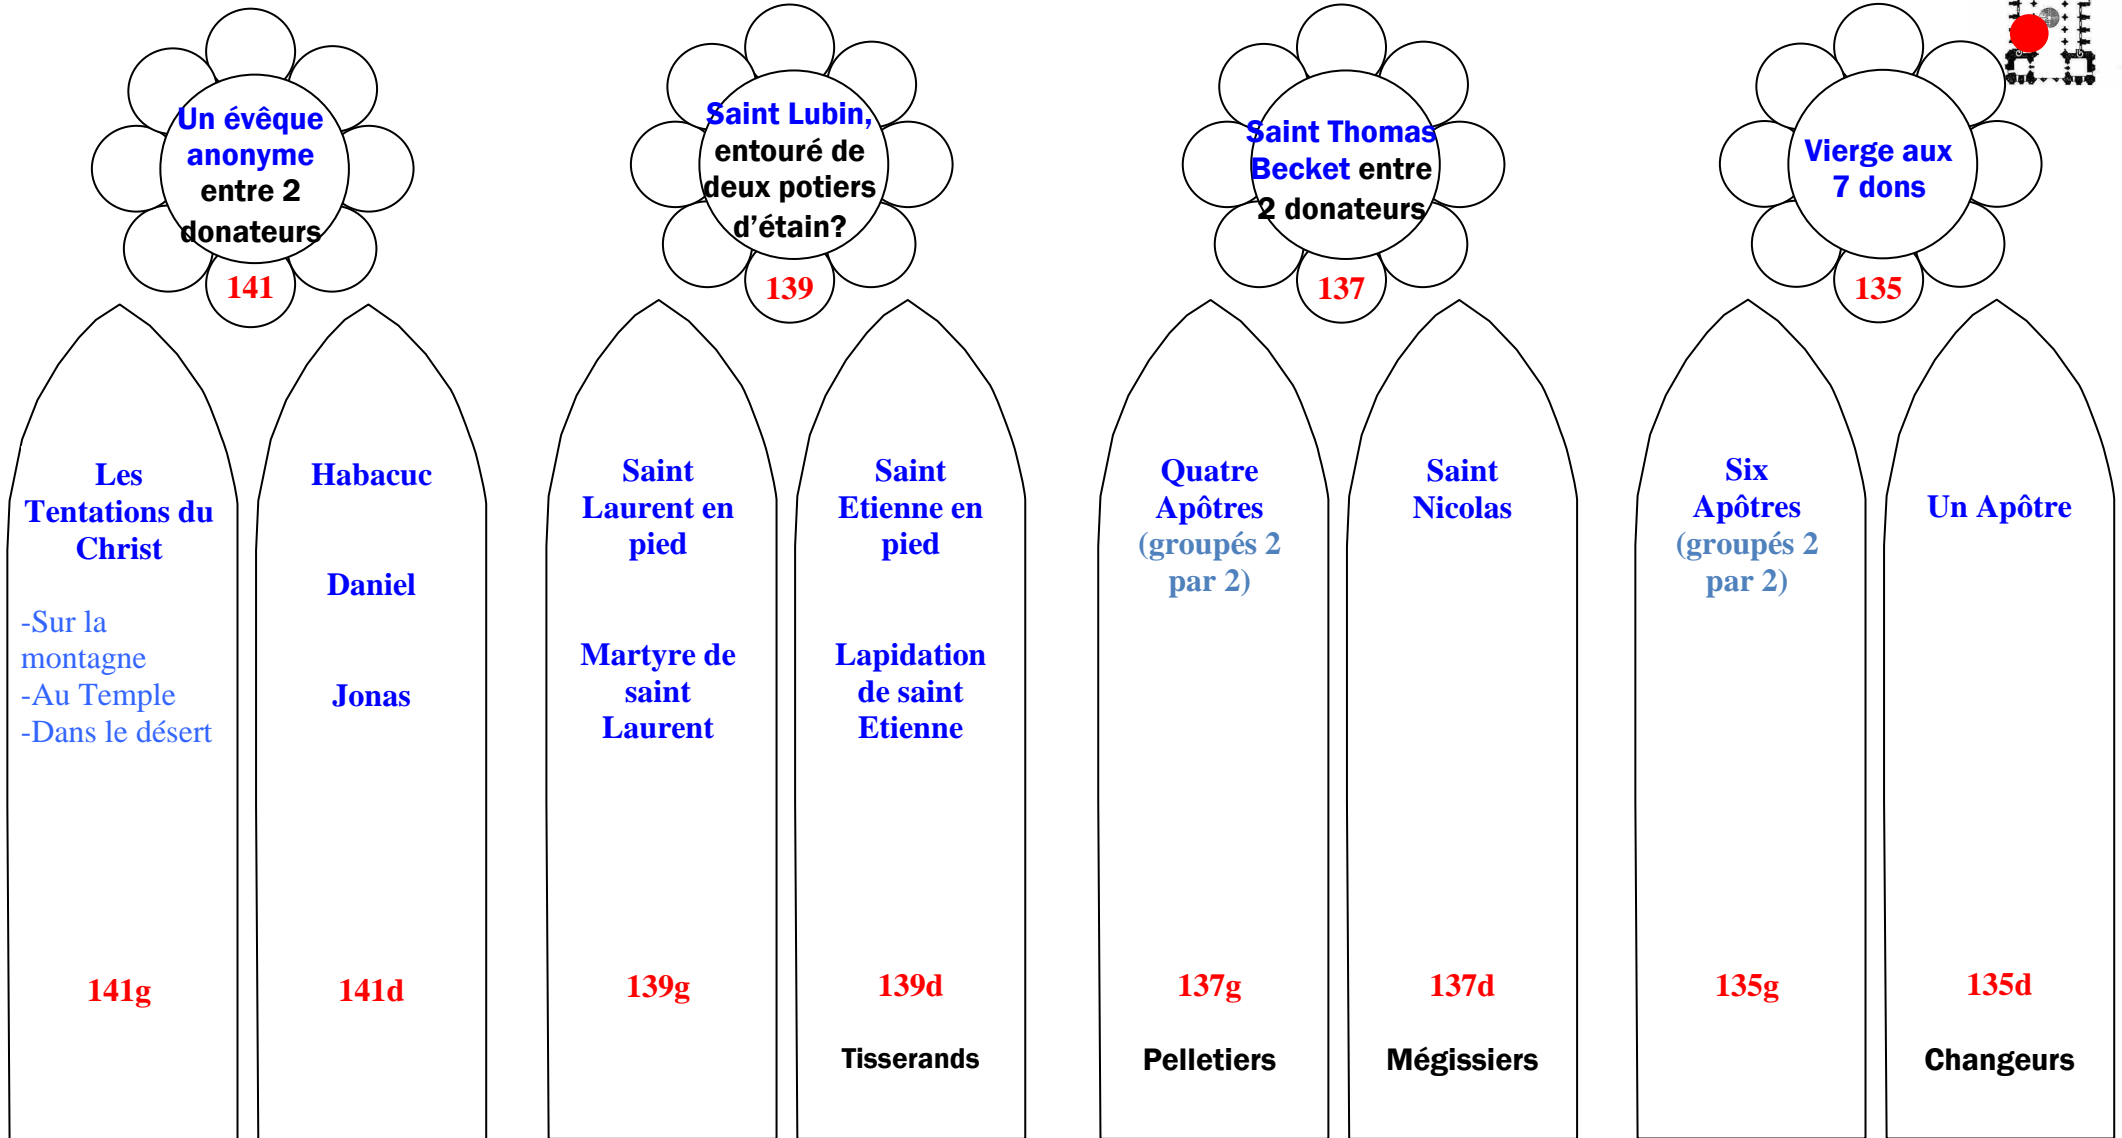 Un évêque
anonyme
entre 2
donateurs
141
Saint Lubin,
entouré de
deux potiers
d’étain?
139
Saint Thomas
Becket entre
2 donateurs
137
Vierge aux
7 dons
135
Les
Tentations du
Christ
-Sur la
montagne
-Au Temple
-Dans le désert
141g
Habacuc
Daniel
Jonas
141d
Saint
Laurent en
pied
Martyre de
saint
Laurent
139g
Saint
Etienne en
pied
Lapidation
de saint
Etienne
139d
Tisserands
Quatre
Apôtres
(groupés 2
par 2)
137g
Pelletiers
Saint
Nicolas
137d
Mégissiers
Six
Apôtres
(groupés 2
par 2)
135g
Un Apôtre
135d
Changeurs